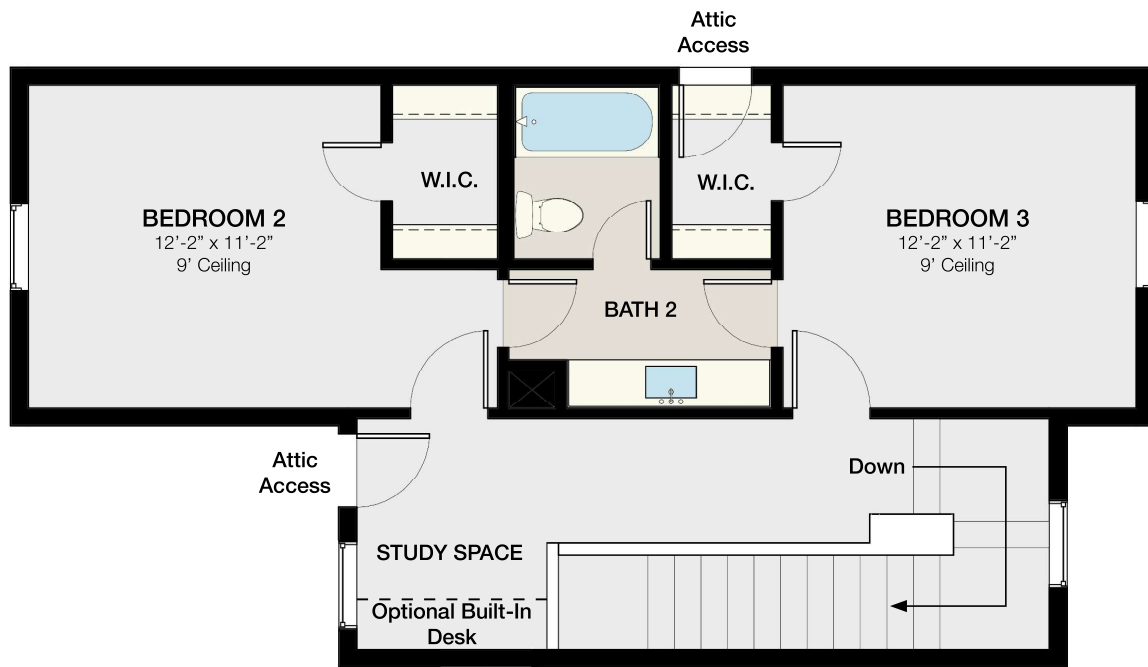 Attic
Access
W.I.C.
W.I.C.
BEDROOM 2
12’-2” x 11’-2”
9’ Ceiling
BEDROOM 3
12’-2” x 11’-2”
9’ Ceiling
BATH 2
Attic
Access
Down
STUDY SPACE
Optional Built-In
Desk